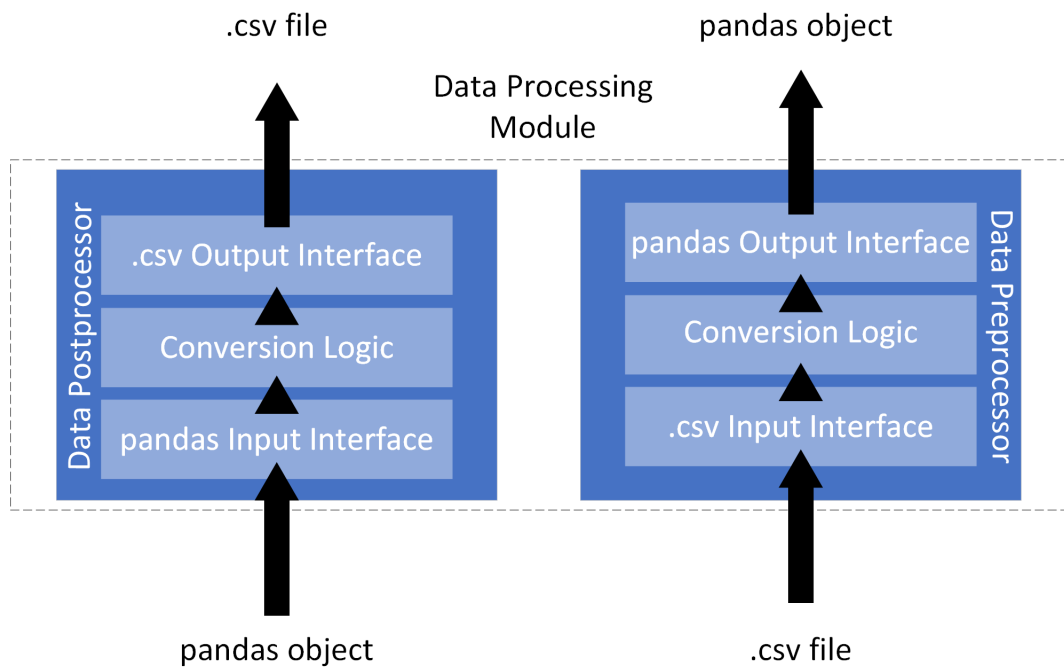 .csv file
pandas object
Data Processing
Module
Data Postprocessor
.csv Output Interface
Conversion Logic
pandas Input Interface
pandas Output Interface
Conversion Logic
.csv Input Interface
Data Preprocessor
pandas object
.csv file